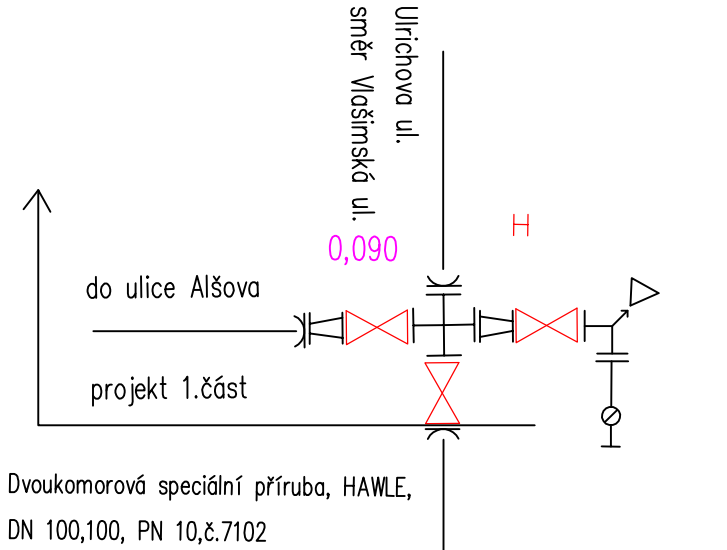 Ulrichova ul.
směr Vlašimská ul.
0,090
H
do ulice Alšova
projekt 1.část
Dvoukomorová speciální příruba, HAWLE,
DN 100,100, PN 10,č.7102